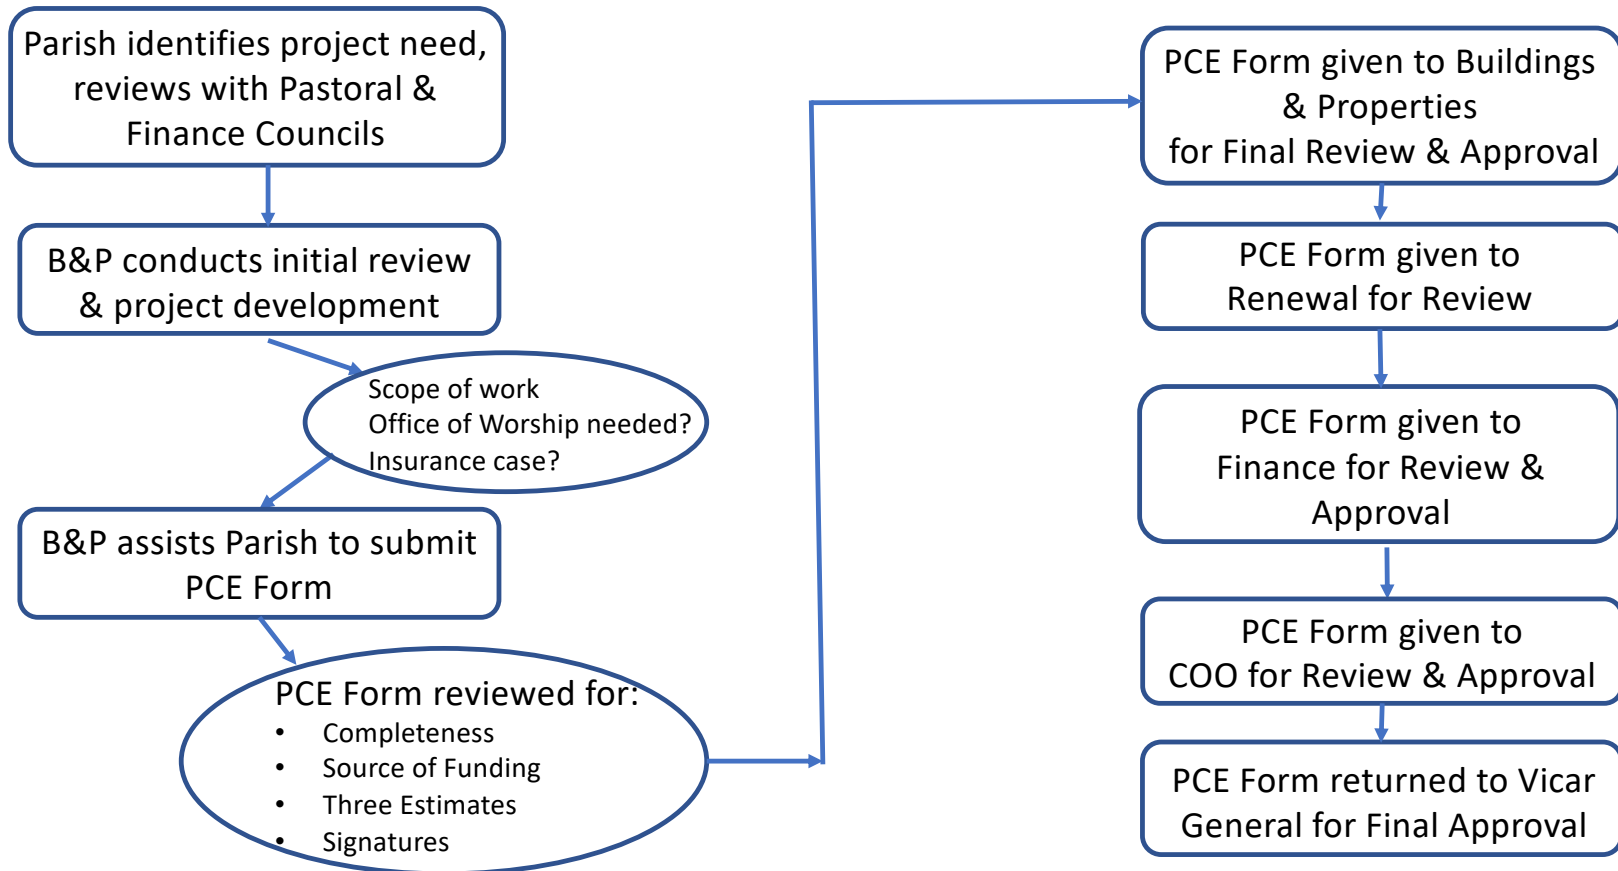 Parish identifies project need,
reviews with Pastoral &
Finance Councils
B&P conducts initial review
& project development
Scope of work
Office of Worship needed?
Insurance case?
B&P assists Parish to submit
PCE Form
PCE Form reviewed for:
• Completeness
• Source of Funding
• Three Estimates
• Signatures
PCE Form given to Buildings
& Properties
for Final Review & Approval
PCE Form given to
Renewal for Review
PCE Form given to
Finance for Review &
Approval
PCE Form given to
COO for Review & Approval
PCE Form returned to Vicar
General for Final Approval